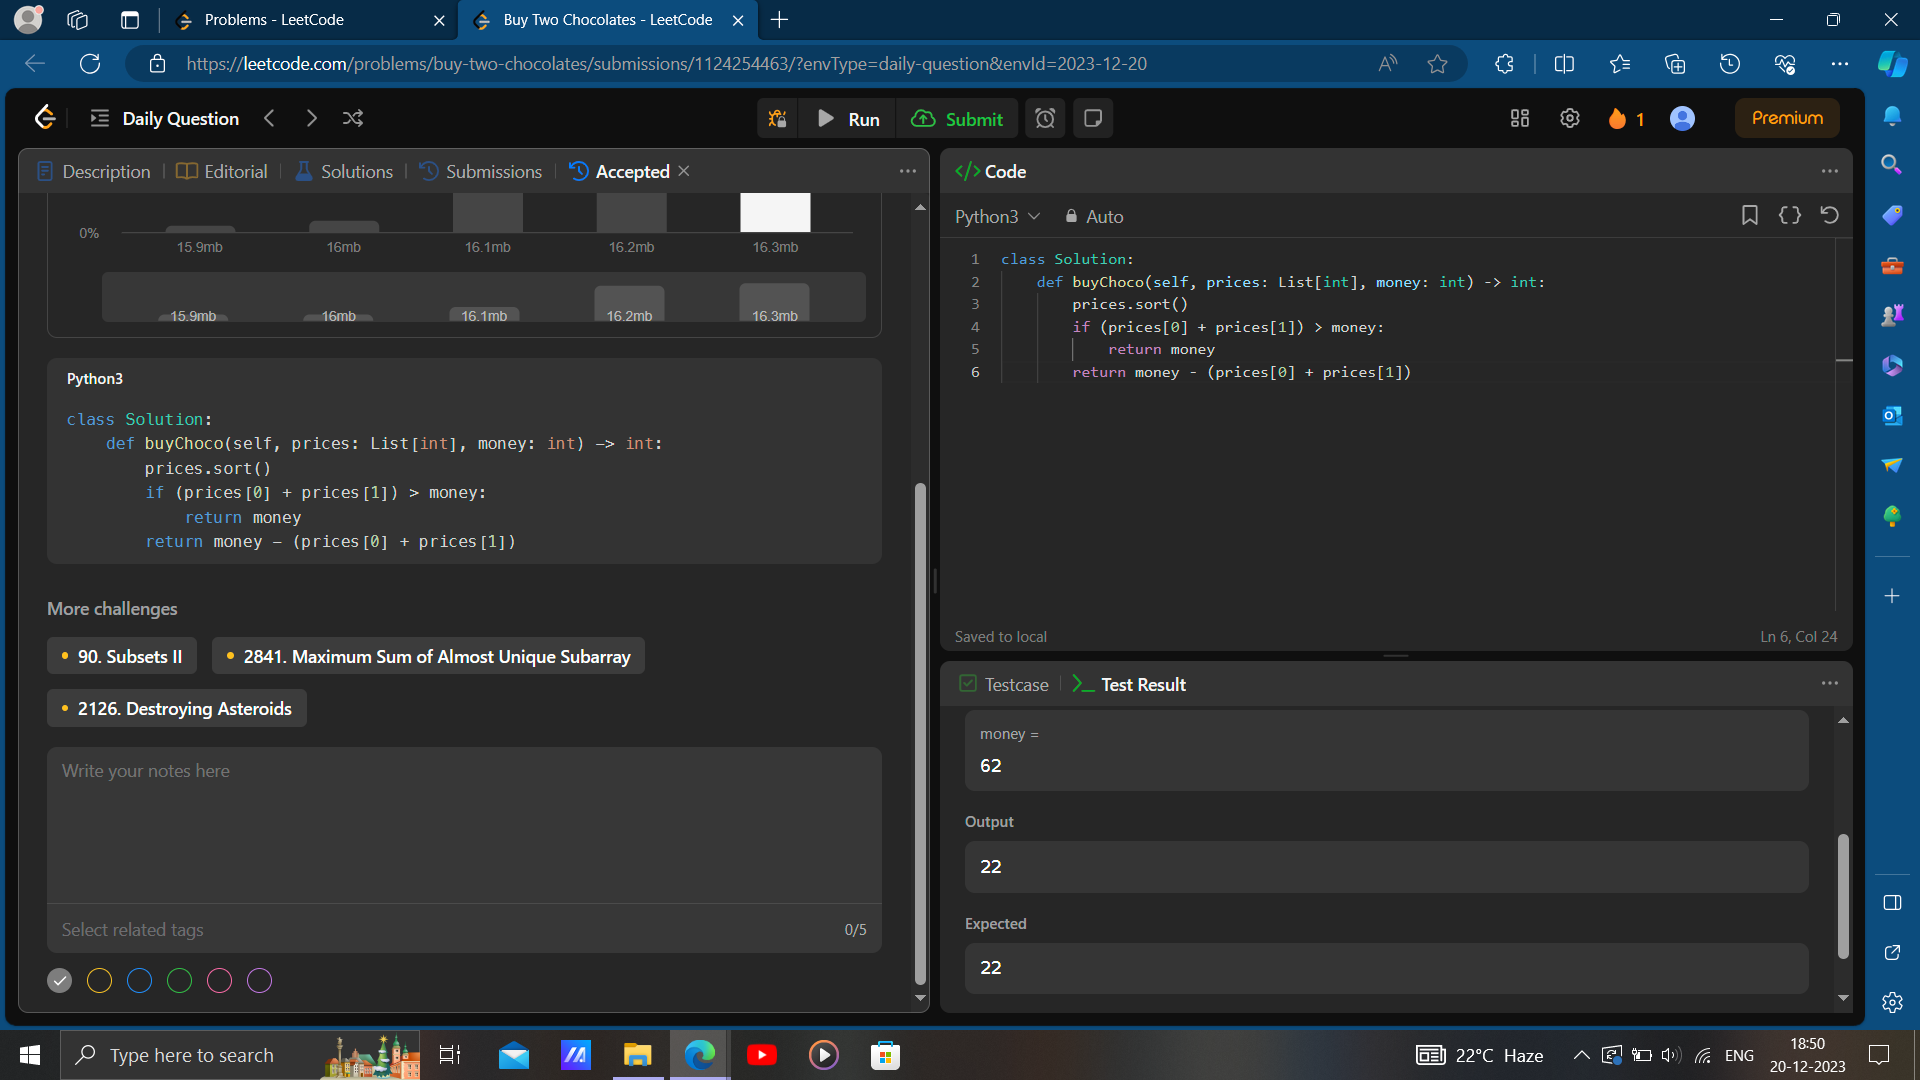 Problems - LeetCode
Buy Two Chocolates - LeetCode
https://leetcode.com/problems/buy-two-chocolates/submissions/1124254463/?envType=daily-question&envId=2023-12-20
Daily Question
Run
Submit
1
Premium
Description
Editorial
Solutions
Submissions
Accepted
0%
15.9mb
16mb
16.1mb
16.2mb
16.3mb
15.9mb
16mb
16.1mb
16.2mb
16.3mb
Python3
class Solution:
    def buyChoco(self, prices: List[int], money: int) -> int:
        prices.sort()
        if (prices[0] + prices[1]) > money:
            return money
        return money - (prices[0] + prices[1])
More challenges
90. Subsets II
2841. Maximum Sum of Almost Unique Subarray
2126. Destroying Asteroids
Write your notes here
Select related tags
0/5
</> Code
Python3
Auto
1 class Solution:
2     def buyChoco(self, prices: List[int], money: int) -> int:
3         prices.sort()
4         if (prices[0] + prices[1]) > money:
5             return money
6         return money - (prices[0] + prices[1])
Saved to local
Ln 6, Col 24
Testcase
Test Result
money =
62
Output
22
Expected
22
Type here to search
22°C Haze
ENG
18:50
20-12-2023